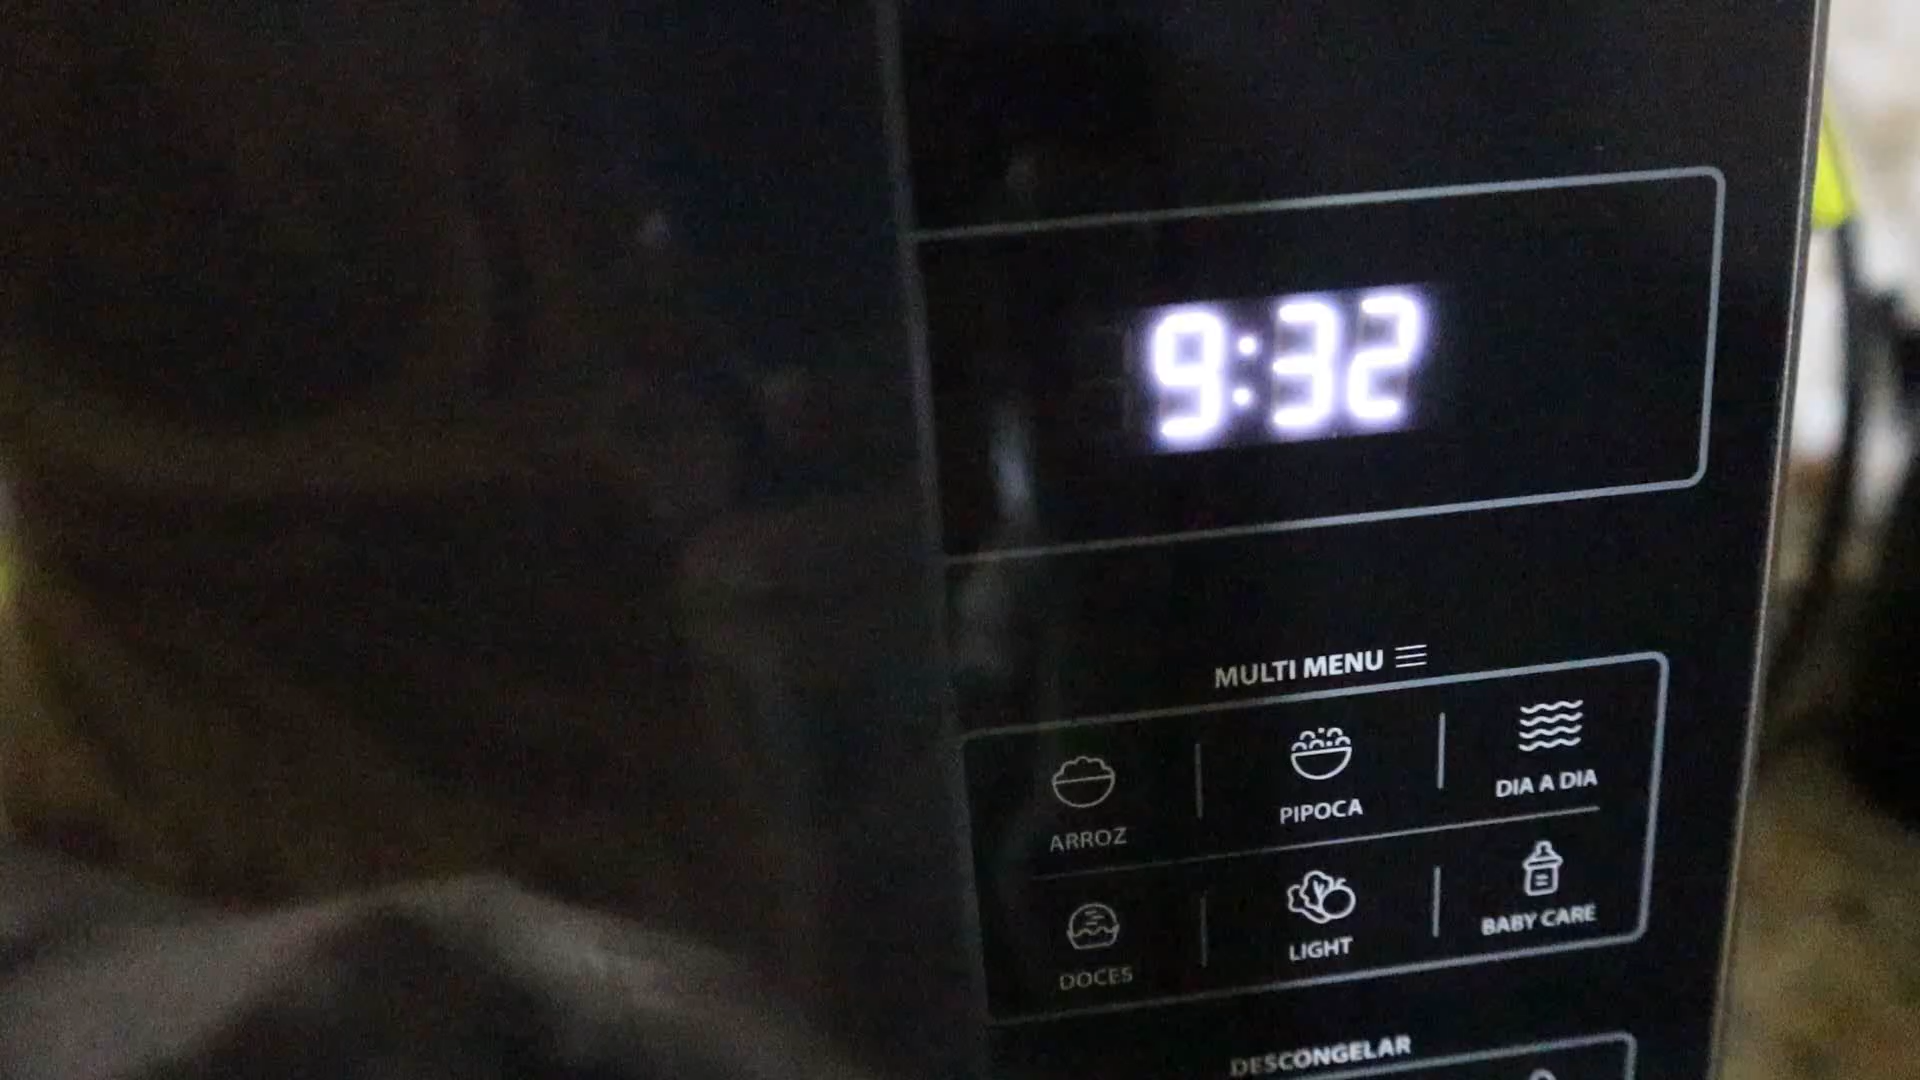 9:32
MULTI MENU
ARROZ
PIPOCA
DIA A DIA
DOCES
LIGHT
BABY CARE
DESCONGELAR